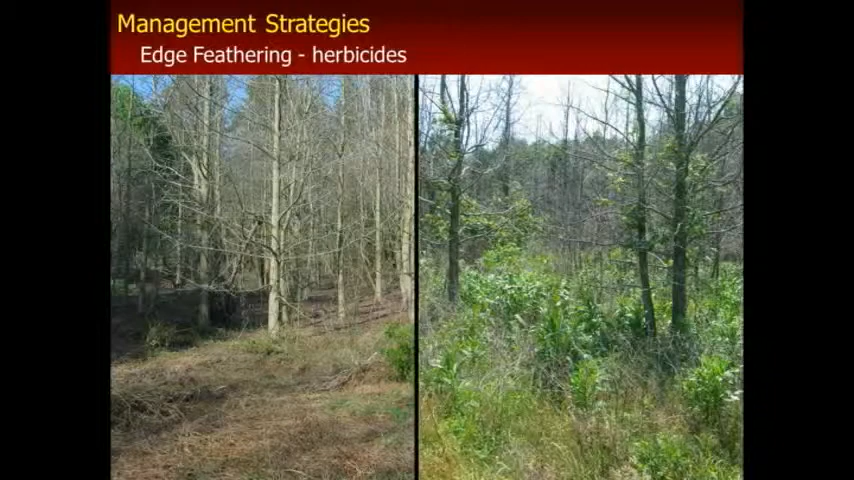 Management Strategies
Edge Feathering - herbicides